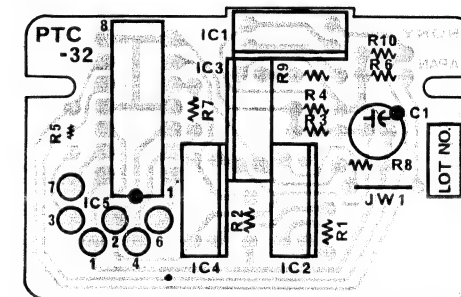 PTC
-32
8
IC1
R10
R6
IC3
R9
R4
R3
R7
C1
R5
R8
LOT NO.
7
1
IC5
JW1
3
2
6
R2
R1
1
4
IC4
IC2